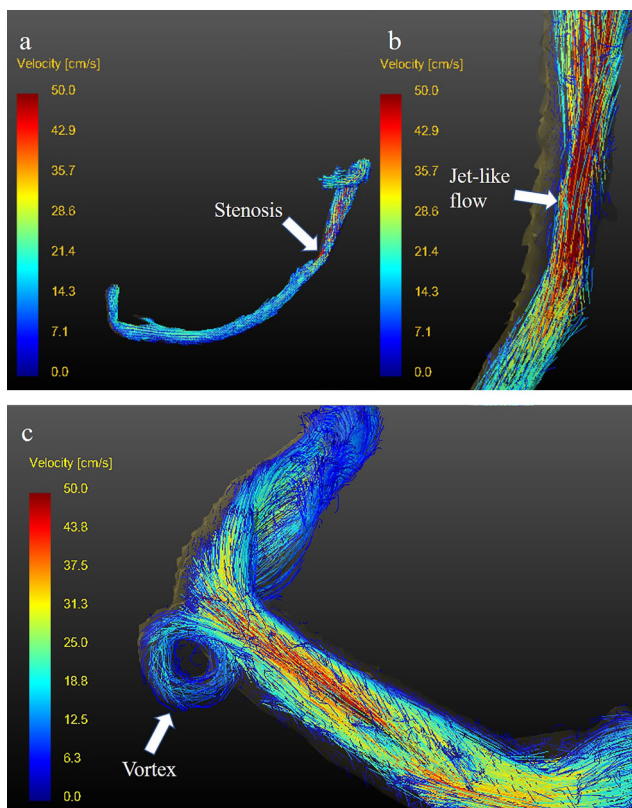 a
Velocity [cm/s]
50.0
42.9
35.7
28.6
21.4
14.3
7.1
0.0
Stenosis
b
Velocity [cm/s]
50.0
42.9
35.7
28.6
21.4
14.3
7.1
0.0
Jet-like
flow
c
Velocity [cm/s]
50.0
43.8
37.5
31.3
25.0
18.8
12.5
6.3
0.0
Vortex